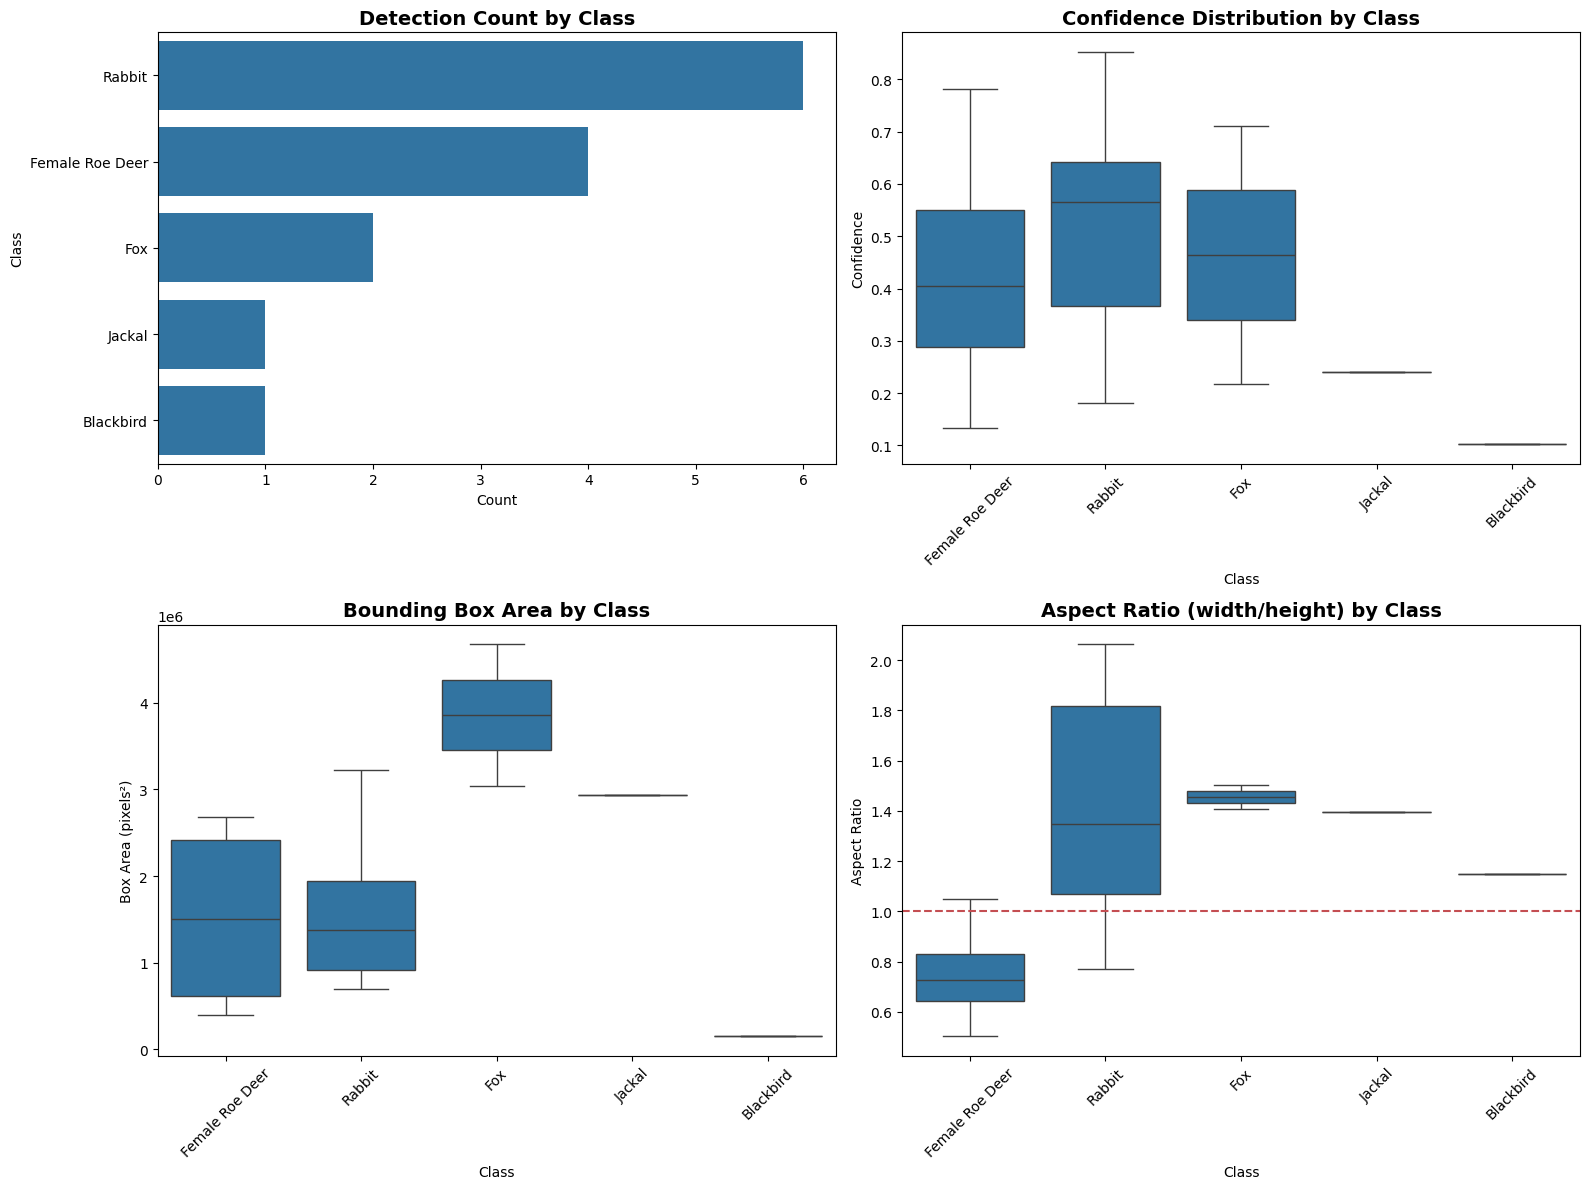 Detection Count by Class
Class
Rabbit
Female Roe Deer
Fox
Jackal
Blackbird
0 1 2 3 4 5 6
Count
Confidence Distribution by Class
Confidence
0.8
0.7
0.6
0.5
0.4
0.3
0.2
0.1
Female Roe Deer Rabbit Fox Jackal Blackbird
Class
Bounding Box Area by Class
1e6
Box Area (pixels²)
4
3
2
1
0
Female Roe Deer Rabbit Fox Jackal Blackbird
Class
Aspect Ratio (width/height) by Class
Aspect Ratio
2.0
1.8
1.6
1.4
1.2
1.0
0.8
0.6
Female Roe Deer Rabbit Fox Jackal Blackbird
Class